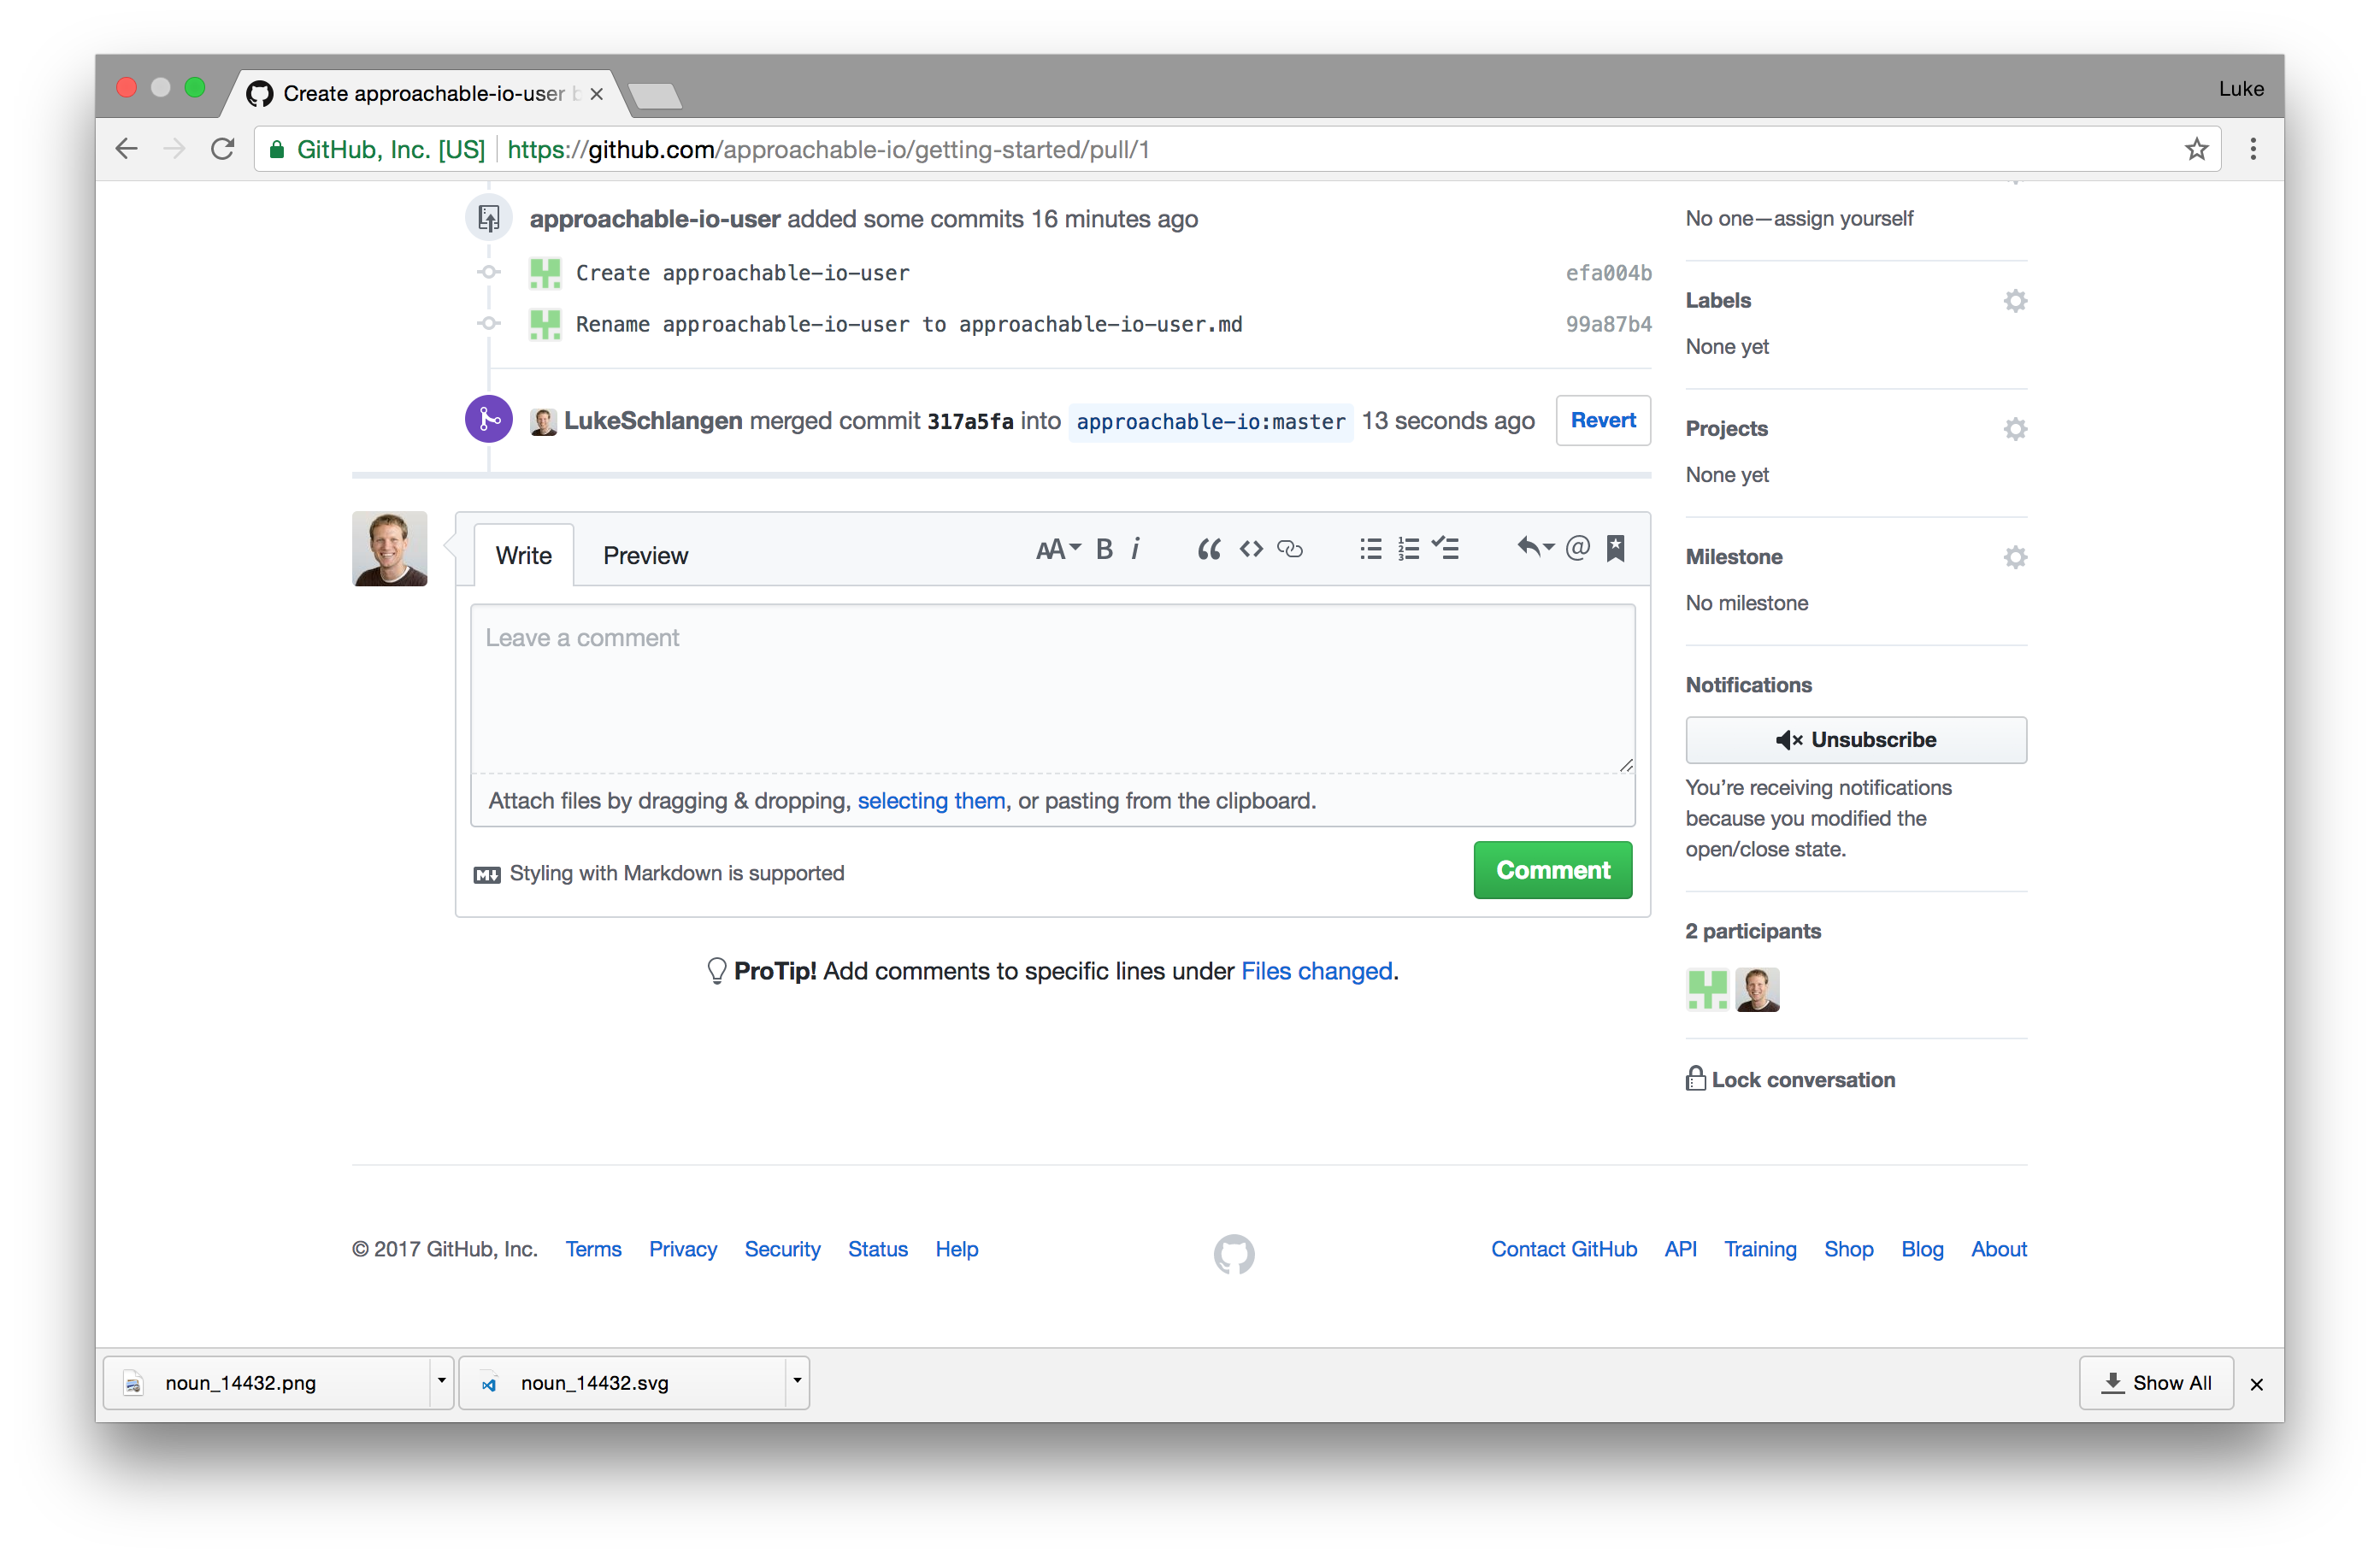 Create approachable-io-user b
Luke
GitHub, Inc. [US] https://github.com/approachable-io/getting-started/pull/1
approachable-io-user added some commits 16 minutes ago
Create approachable-io-user efa004b
Rename approachable-io-user to approachable-io-user.md 99a87b4
LukeSchlangen merged commit 317a5fa into approachable-io:master 13 seconds ago Revert
Write Preview
AA B i “ <> @
Leave a comment
Attach files by dragging & dropping, selecting them, or pasting from the clipboard.
Styling with Markdown is supported
Comment
ProTip! Add comments to specific lines under Files changed.
No one—assign yourself
Labels
None yet
Projects
None yet
Milestone
No milestone
Notifications
Unsubscribe
You’re receiving notifications
because you modified the
open/close state.
2 participants
Lock conversation
© 2017 GitHub, Inc. Terms Privacy Security Status Help
Contact GitHub API Training Shop Blog About
noun_14432.png noun_14432.svg Show All